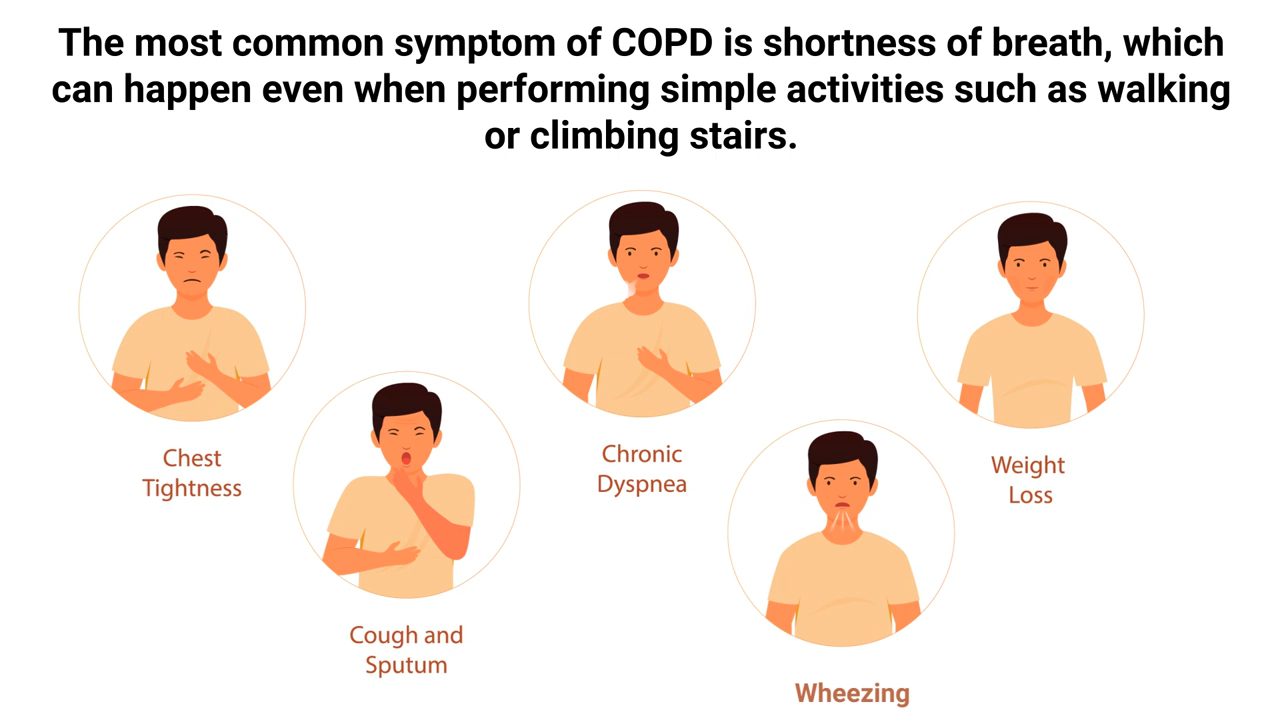 The most common symptom of COPD is shortness of breath, which
can happen even when performing simple activities such as walking
or climbing stairs.
Chest
Tightness
Cough and
Sputum
Chronic
Dyspnea
Wheezing
Weight
Loss